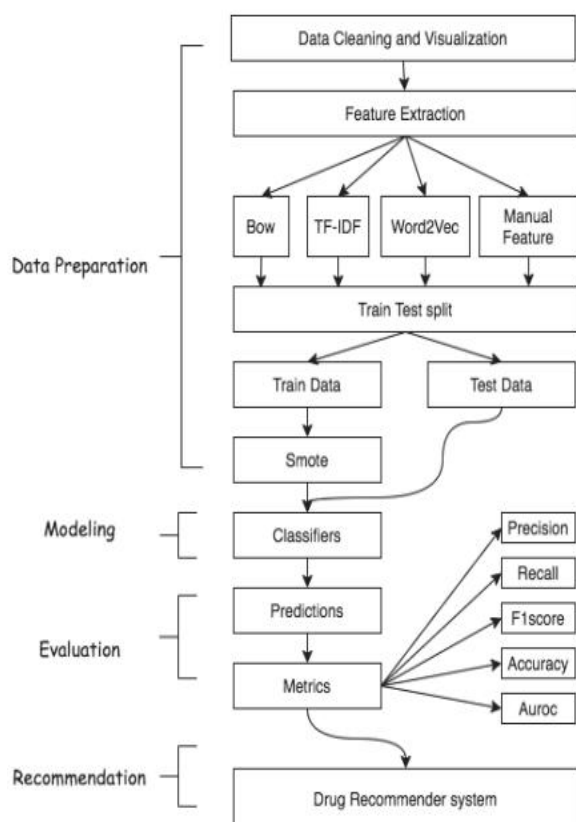 Data Cleaning and Visualization
Feature Extraction
Bow
TF-IDF
Word2Vec
Manual
Feature
Data Preparation
Train Test split
Train Data
Test Data
Smote
Modeling
Classifiers
Precision
Recall
Predictions
F1score
Evaluation
Accuracy
Metrics
Auroc
Recommendation
Drug Recommender system